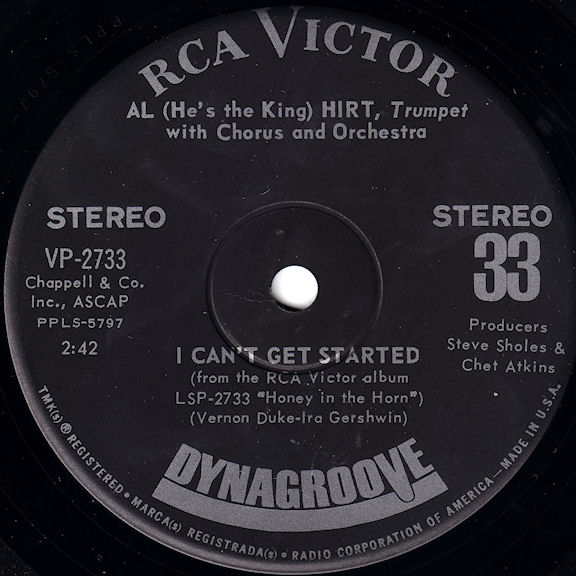 RCA VICTOR
AL (He's the King) HIRT, Trumpet
with Chorus and Orchestra
STEREO
VP-2733
Chappell & Co.
Inc., ASCAP
PPLS-5797
2:42
STEREO
33
Producers
Steve Sholes &
Chet Atkins
I CAN'T GET STARTED
(from the RCA Victor album
LSP-2733 "Honey in the Horn")
(Vernon Duke-Ira Gershwin)
DYNAGROOVE
TMK(s) ® REGISTERED • MARCA(s) REGISTRADA(s) • RADIO CORPORATION OF AMERICA—MADE IN U.S.A.